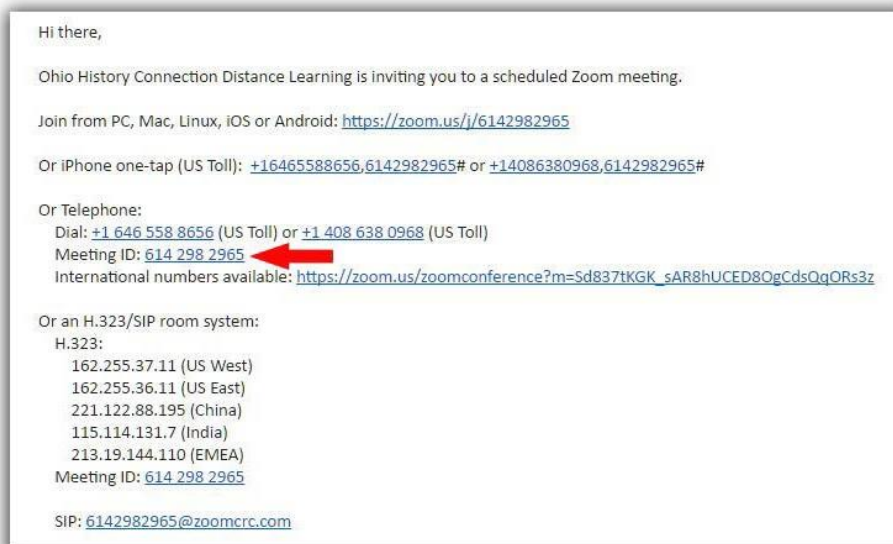 Hi there,
Ohio History Connection Distance Learning is inviting you to a scheduled Zoom meeting.
Join from PC, Mac, Linux, iOS or Android: https://zoom.us/j/6142982965
Or iPhone one-tap (US Toll): +16465588656,6142982965# or +14086380968,6142982965#
Or Telephone:
Dial: +1 646 558 8656 (US Toll) or +1 408 638 0968 (US Toll)
Meeting ID: 614 298 2965
International numbers available: https://zoom.us/zoomconference?m=Sd837tKGK_sAR8hUCED8OgCdsQqORs3z
Or an H.323/SIP room system:
H.323:
162.255.37.11 (US West)
162.255.36.11 (US East)
221.122.88.195 (China)
115.114.131.7 (India)
213.19.144.110 (EMEA)
Meeting ID: 614 298 2965
SIP: 6142982965@zoomcrc.com